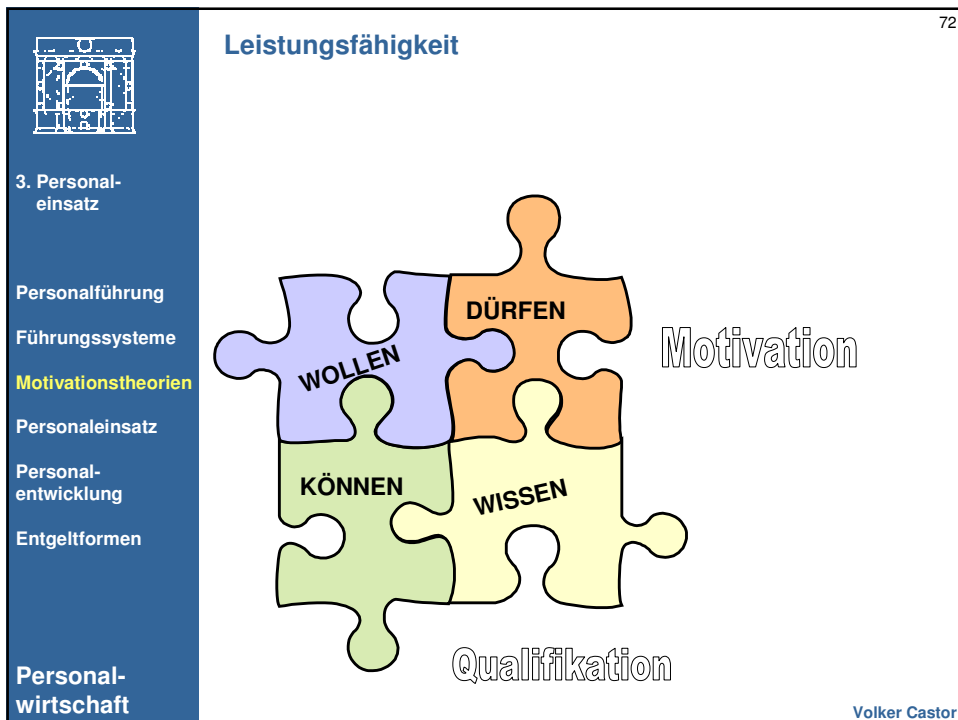 72
Leistungsfähigkeit
3. Personal-
einsatz
Personalführung
Führungssysteme
Motivationstheorien
Personaleinsatz
Personal-
entwicklung
Entgeltformen
Personal-
wirtschaft
DÜRFEN
WOLLEN
Motivation
KÖNNEN
WISSEN
Qualifikation
Volker Castor